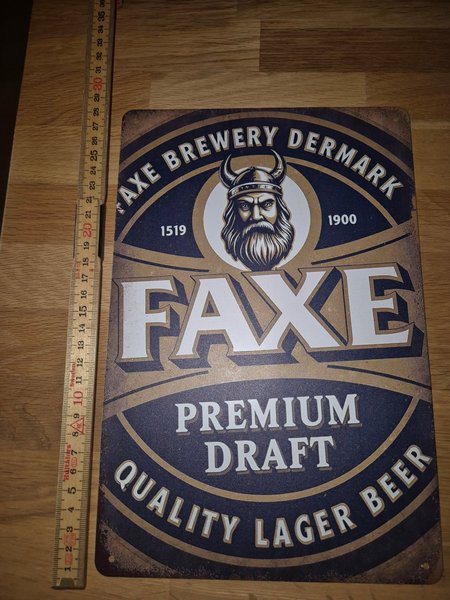 FAXE BREWERY DERMARK
1519
1900
FAXE
PREMIUM
DRAFT
QUALITY LAGER BEER